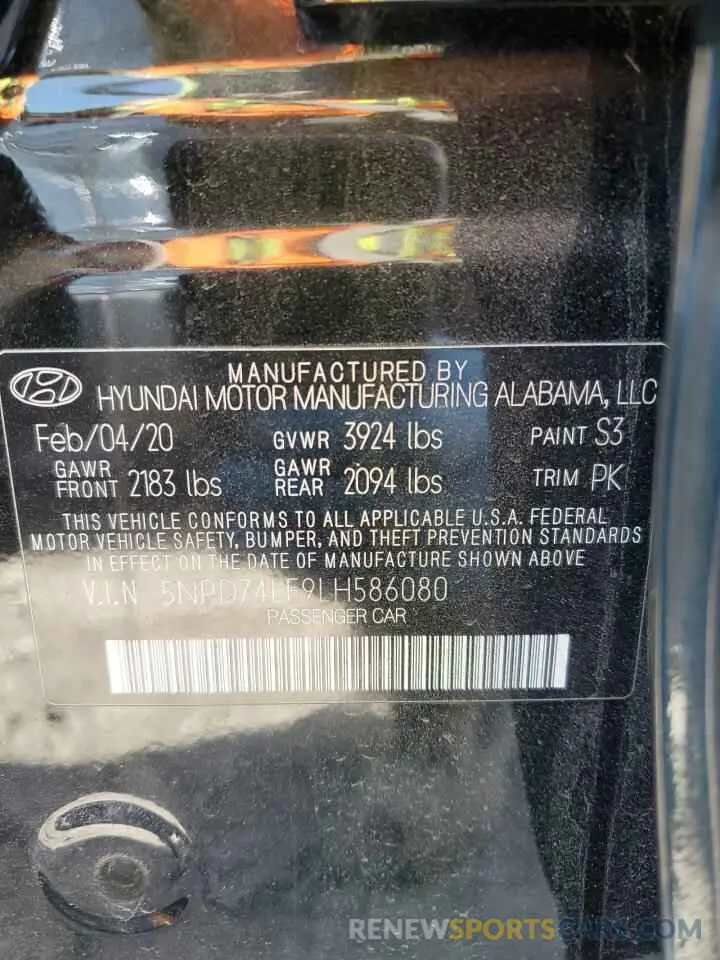 MANUFACTURED BY
HYUNDAI MOTOR MANUFACTURING ALABAMA, LLC
Feb/04/20 GVWR 3924 lbs PAINT S3
GAWR FRONT 2183 lbs GAWR REAR 2094 lbs TRIM PK
THIS VEHICLE CONFORMS TO ALL APPLICABLE U.S.A. FEDERAL
MOTOR VEHICLE SAFETY, BUMPER, AND THEFT PREVENTION STANDARDS
IN EFFECT ON THE DATE OF MANUFACTURE SHOWN ABOVE
V.I.N 5NPD74LF9LH586080
PASSENGER CAR
RENEWSPORTSCARS.COM